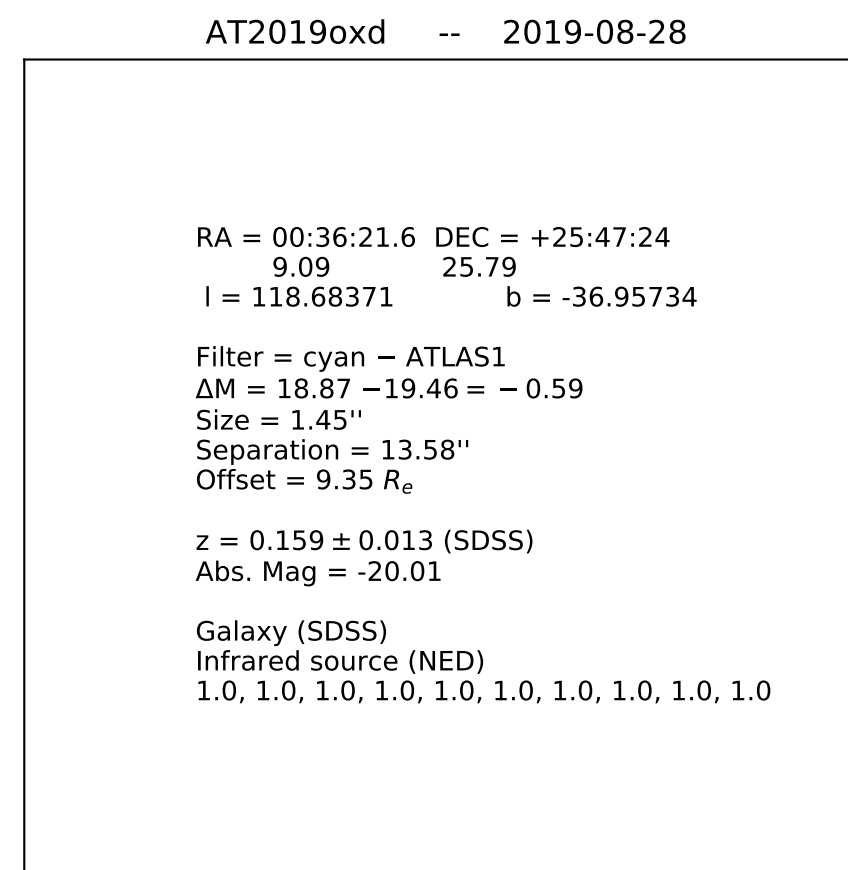 AT2019oxd -- 2019-08-28
RA = 00:36:21.6 DEC = +25:47:24
9.09 25.79
l = 118.68371 b = -36.95734
Filter = cyan − ATLAS1
ΔM = 18.87 −19.46 = − 0.59
Size = 1.45''
Separation = 13.58''
Offset = 9.35 Re
z = 0.159 ± 0.013 (SDSS)
Abs. Mag = -20.01
Galaxy (SDSS)
Infrared source (NED)
1.0, 1.0, 1.0, 1.0, 1.0, 1.0, 1.0, 1.0, 1.0, 1.0